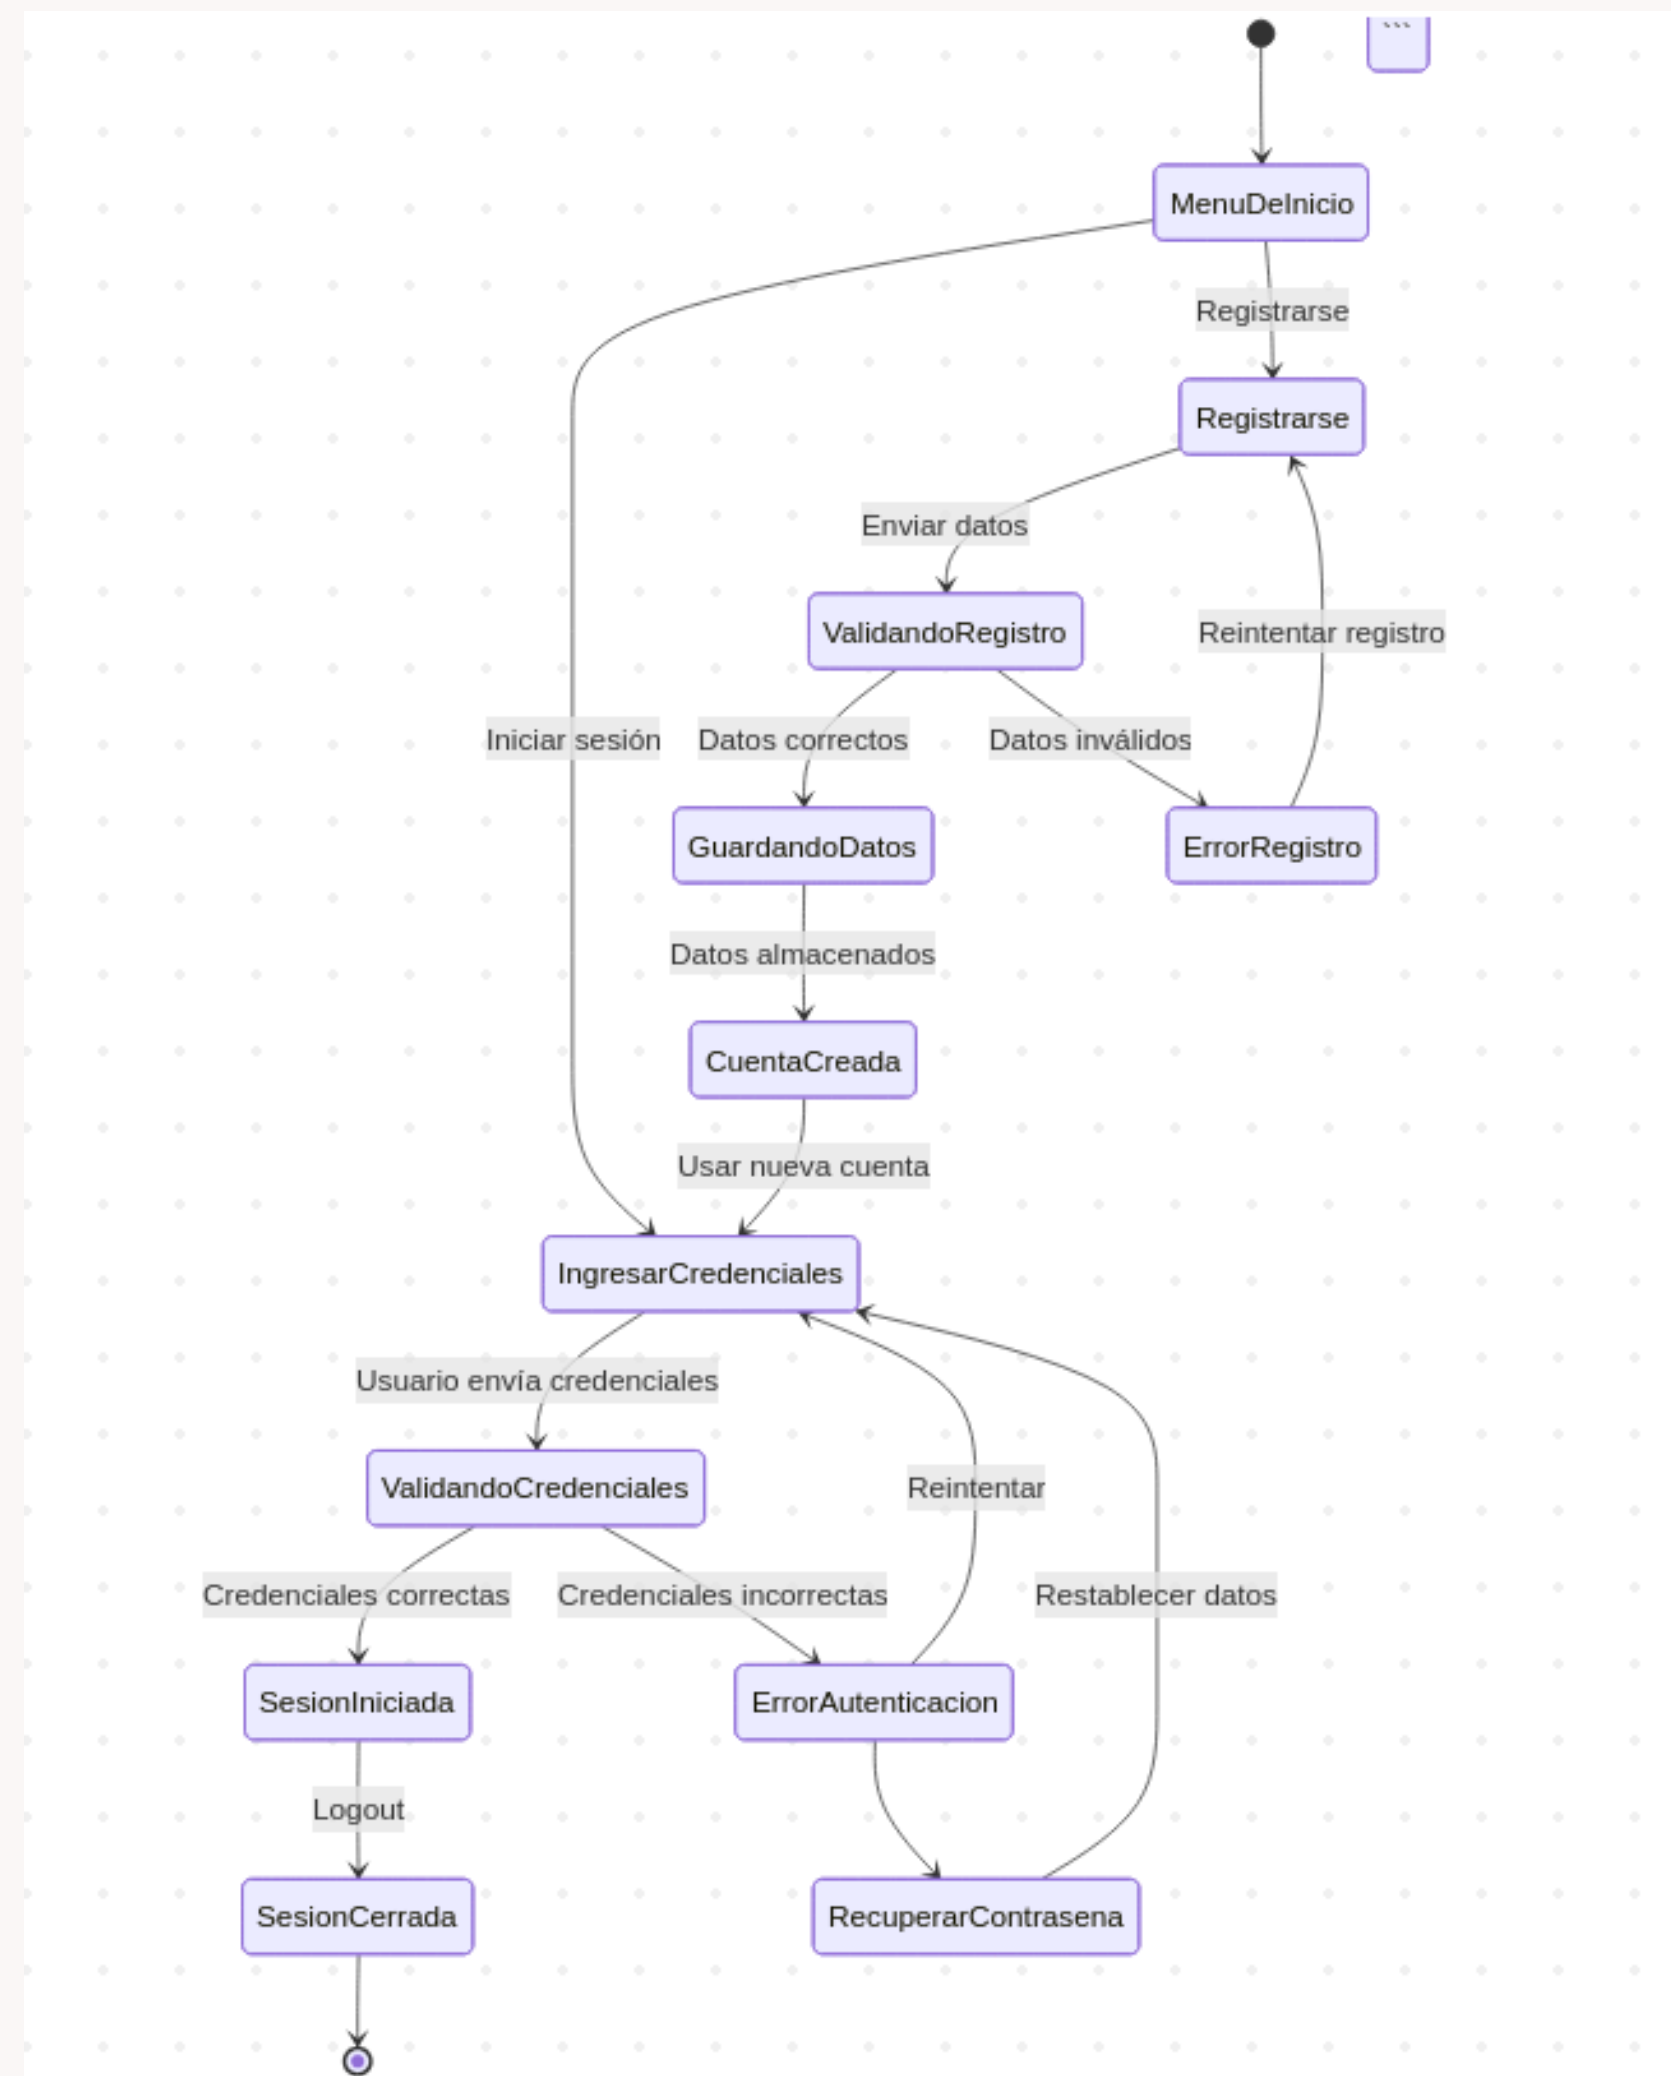 ```
MenuDeInicio
Registrarse
Registrarse
Enviar datos
ValidandoRegistro
Reintentar registro
Iniciar sesión
Datos correctos
Datos inválidos
GuardandoDatos
ErrorRegistro
Datos almacenados
CuentaCreada
Usar nueva cuenta
IngresarCredenciales
Usuario envía credenciales
ValidandoCredenciales
Reintentar
Credenciales correctas
Credenciales incorrectas
Restablecer datos
SesionIniciada
ErrorAutenticacion
Logout
SesionCerrada
RecuperarContrasena